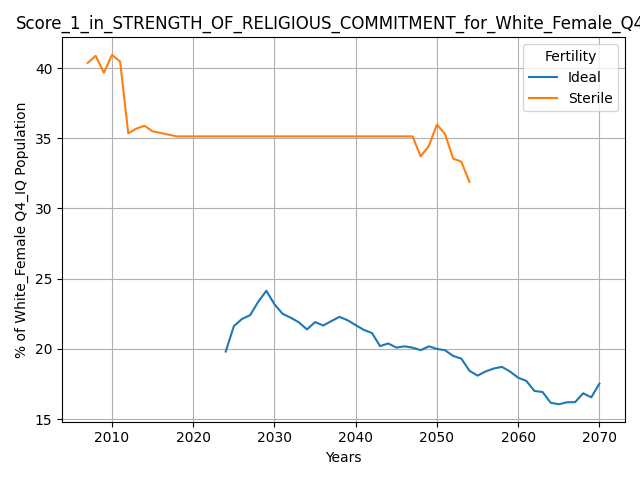 Score_1_in_STRENGTH_OF_RELIGIOUS_COMMITMENT_for_White_Female_Q4
Fertility
Ideal
Sterile
% of White_Female Q4_IQ Population
40
35
30
25
20
15
2010 2020 2030 2040 2050 2060 2070
Years